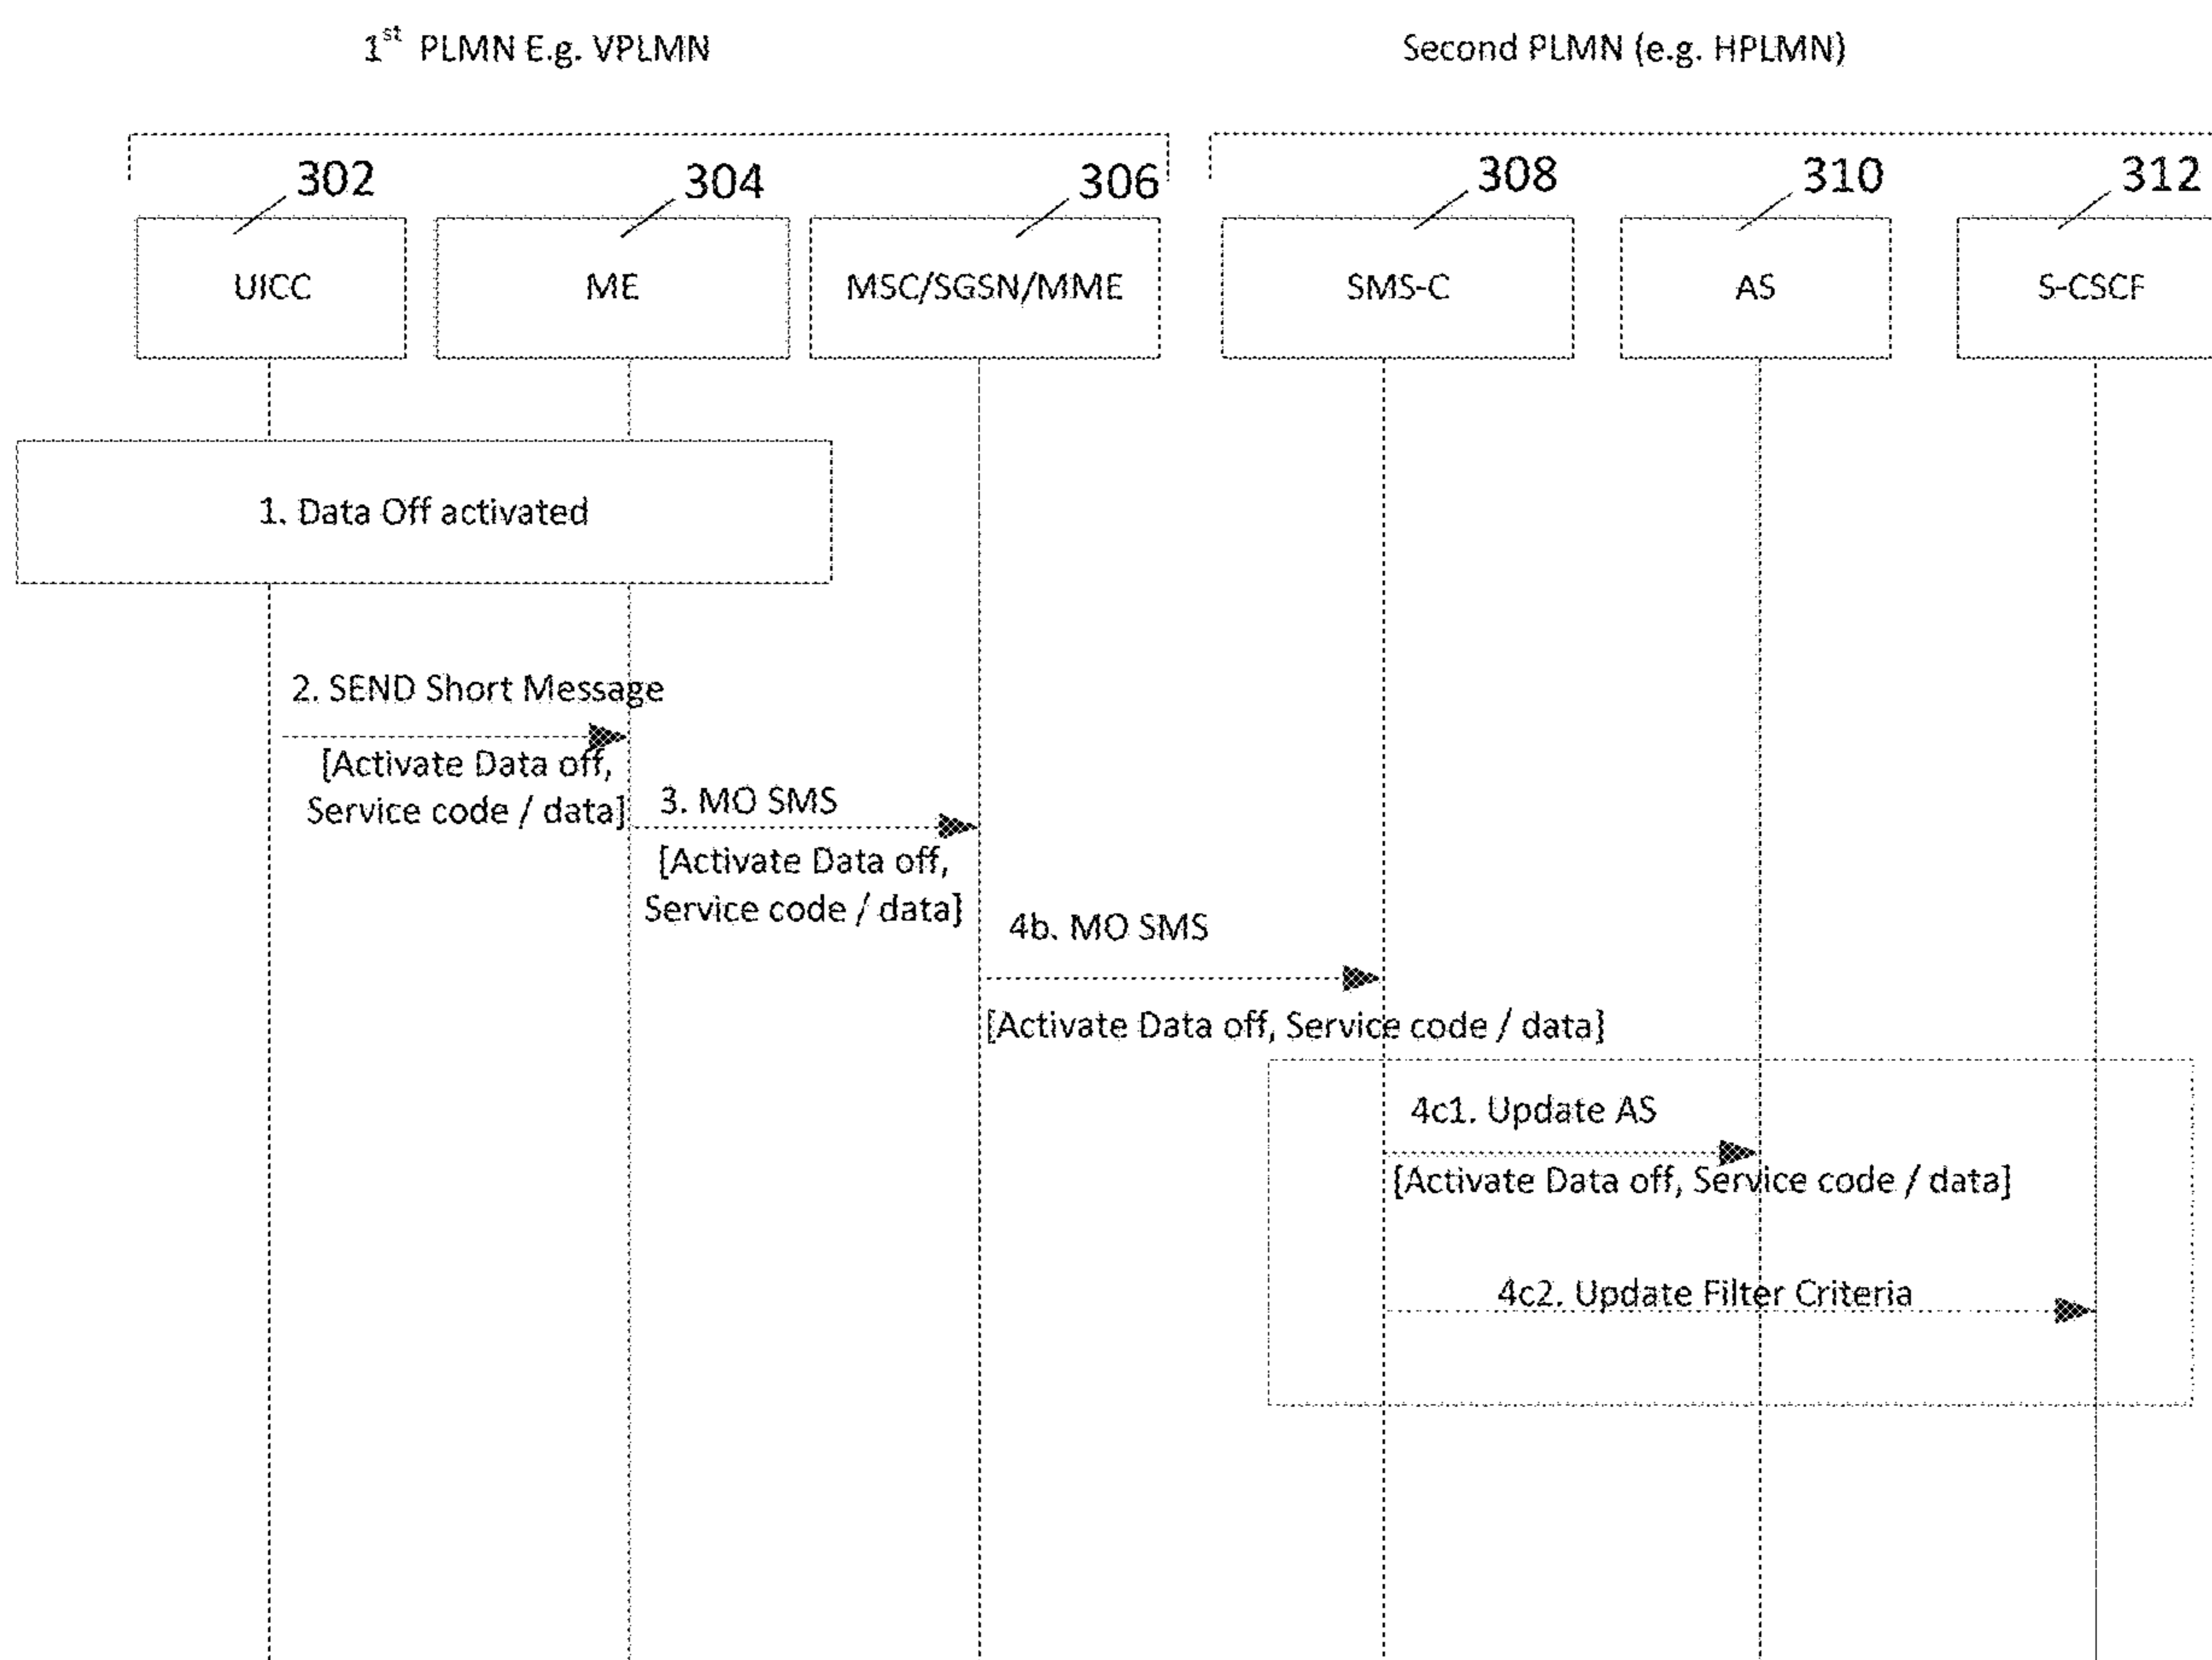 1st PLMN E.g. VPLMN
Second PLMN (e.g. HPLMN)
302
304
306
308
310
312
UICC
ME
MSC/SGSN/MME
SMS-C
AS
S-CSCF
1. Data Off activated
2. SEND Short Message
[Activate Data off,
Service code / data]
3. MO SMS
[Activate Data off,
Service code / data]
4b. MO SMS
[Activate Data off, Service code / data]
4c1. Update AS
[Activate Data off, Service code / data]
4c2. Update Filter Criteria